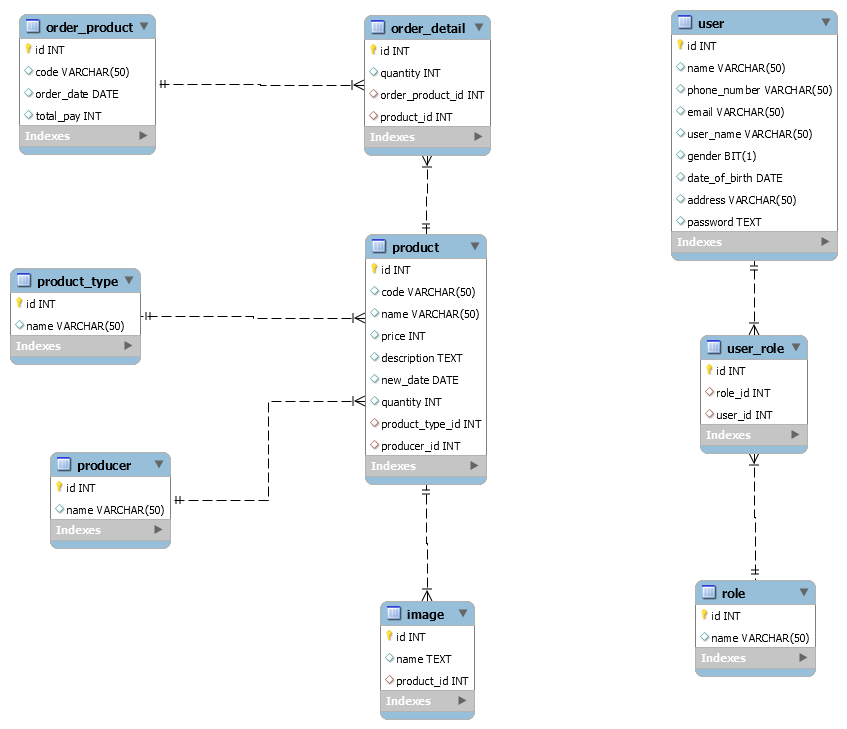 order_product
id INT
code VARCHAR(50)
order_date DATE
total_pay INT
Indexes
order_detail
id INT
quantity INT
order_product_id INT
product_id INT
Indexes
user
id INT
name VARCHAR(50)
phone_number VARCHAR(50)
email VARCHAR(50)
user_name VARCHAR(50)
gender BIT(1)
date_of_birth DATE
address VARCHAR(50)
password TEXT
Indexes
product_type
id INT
name VARCHAR(50)
Indexes
product
id INT
code VARCHAR(50)
name VARCHAR(50)
price INT
description TEXT
new_date DATE
quantity INT
product_type_id INT
producer_id INT
Indexes
user_role
id INT
role_id INT
user_id INT
Indexes
producer
id INT
name VARCHAR(50)
Indexes
image
id INT
name TEXT
product_id INT
Indexes
role
id INT
name VARCHAR(50)
Indexes